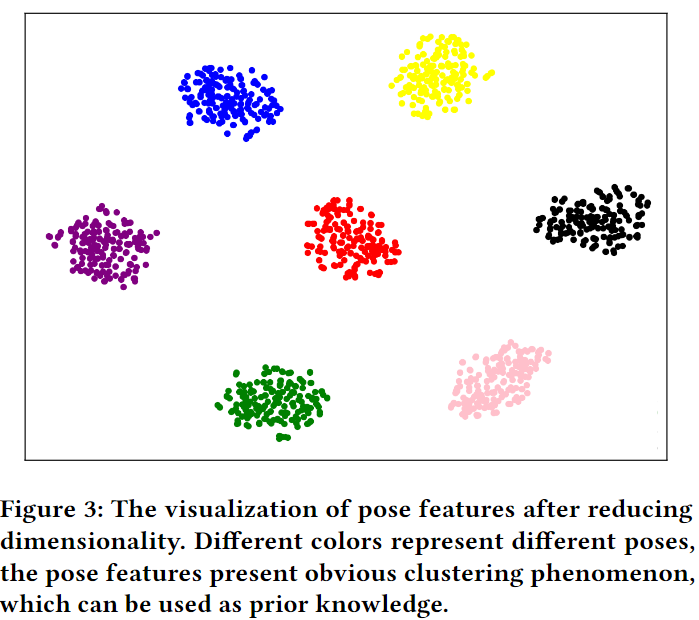 Figure 3: The visualization of pose features after reducing
dimensionality. Different colors represent different poses,
the pose features present obvious clustering phenomenon,
which can be used as prior knowledge.